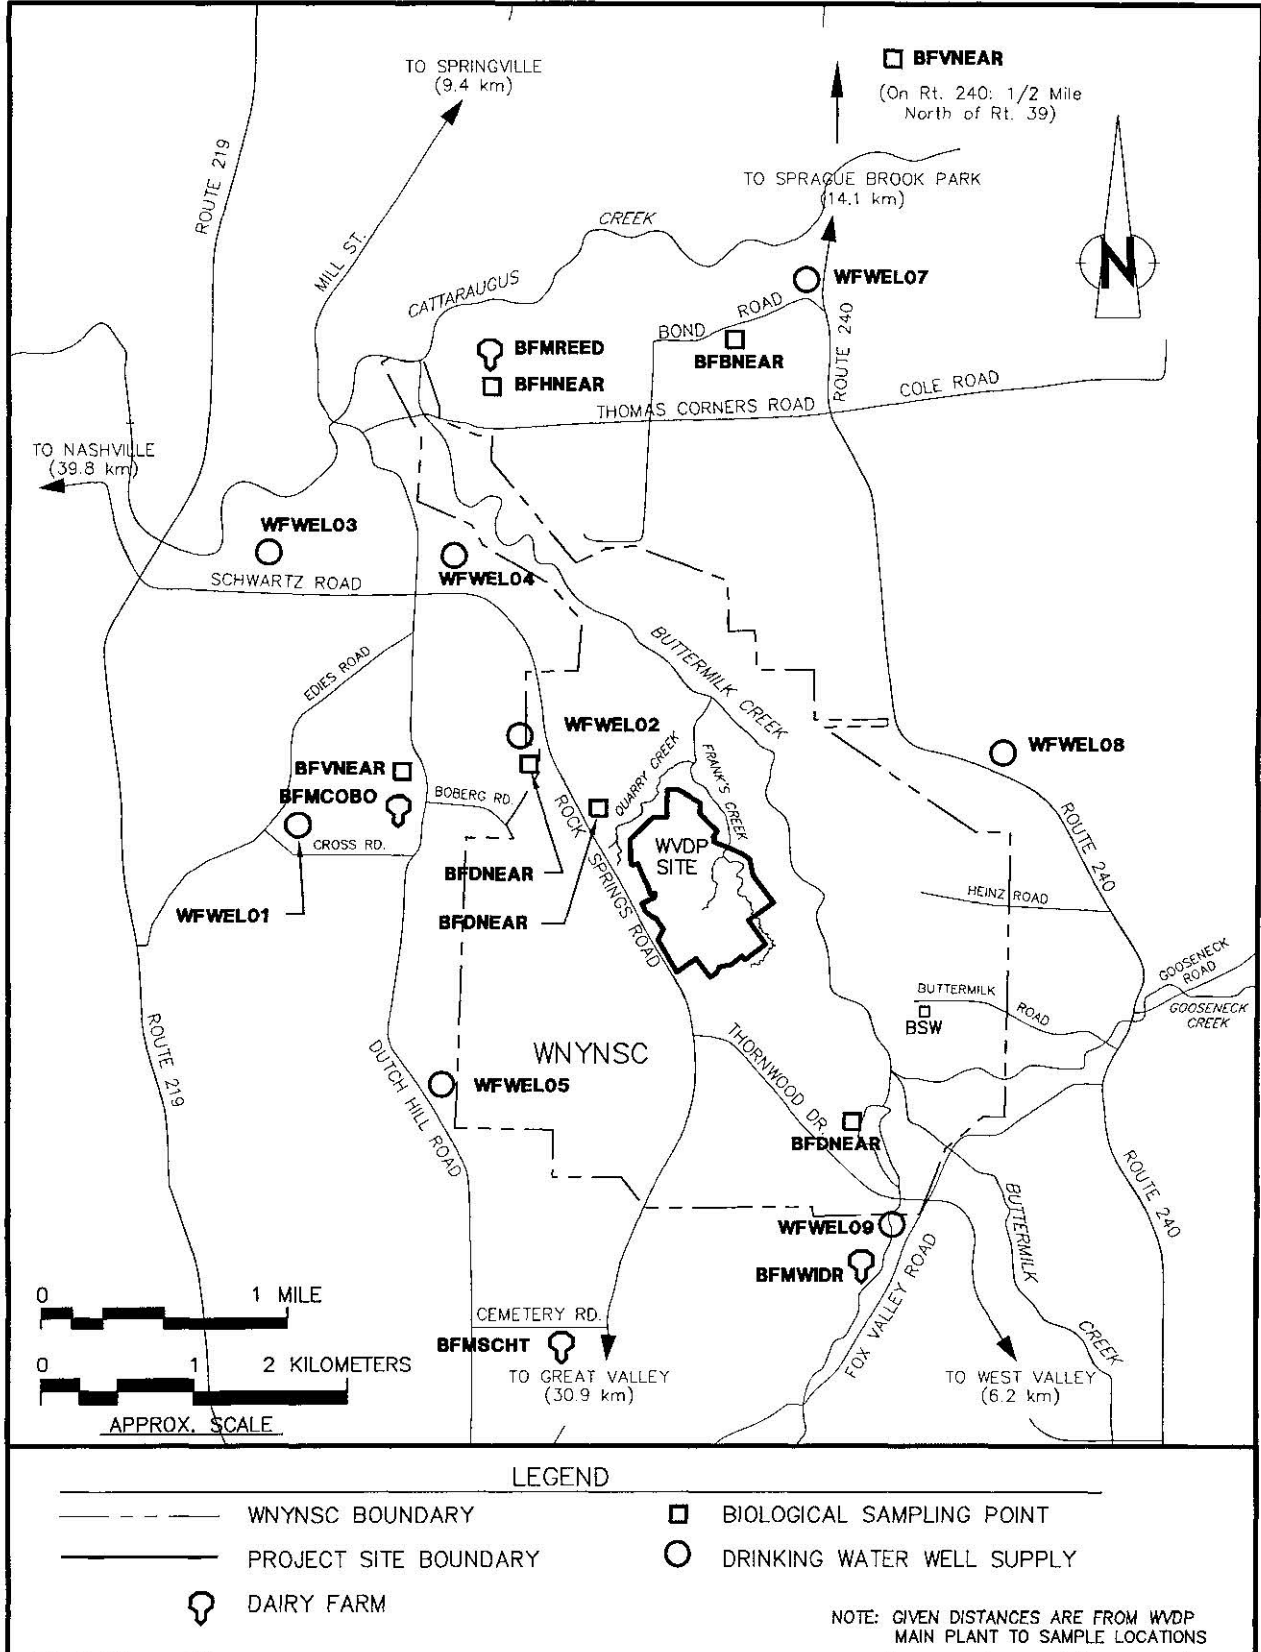 TO SPRINGVILLE
(9.4 km)
BFVNEAR
(On Rt. 240: 1/2 Mile
North of Rt. 39)
ROUTE 219
TO SPRAGUE BROOK PARK
(14.1 km)
CREEK
MILL ST.
CATTARAUGUS
N
WFWEL07
BOND
ROAD
ROUTE 240
BFMREED
BFHNEAR
BFBNEAR
COLE ROAD
THOMAS CORNERS ROAD
TO NASHVILLE
(39.8 km)
WFWEL03
WFWEL04
SCHWARTZ ROAD
EDIES ROAD
BUTTERMILK CREEK
WFWEL02
WFWEL08
QUARRY CREEK
FRANK'S CREEK
BFVNEAR
BFMCOBO
BOBERG RD.
ROCK SPRINGS ROAD
CROSS RD.
WVDP
SITE
ROUTE 240
BFDNEAR
HEINZ ROAD
WFWEL01
BFDNEAR
GOOSENECK
ROAD
BUTTERMILK ROAD
GOOSENECK
CREEK
BSW
ROUTE 219
DUTCH HILL ROAD
WNYNSC
THORNWOOD DR.
WFWEL05
BFDNEAR
ROUTE 240
BUTTERMILK
CREEK
WFWEL09
BFMWIDR
FOX VALLEY ROAD
0 1 MILE
CEMETERY RD.
BFMSCHT
0 1 2 KILOMETERS
TO GREAT VALLEY
(30.9 km)
TO WEST VALLEY
(6.2 km)
APPROX. SCALE
LEGEND
WNYNSC BOUNDARY
BIOLOGICAL SAMPLING POINT
PROJECT SITE BOUNDARY
DRINKING WATER WELL SUPPLY
DAIRY FARM
NOTE: GIVEN DISTANCES ARE FROM WVDP
MAIN PLANT TO SAMPLE LOCATIONS